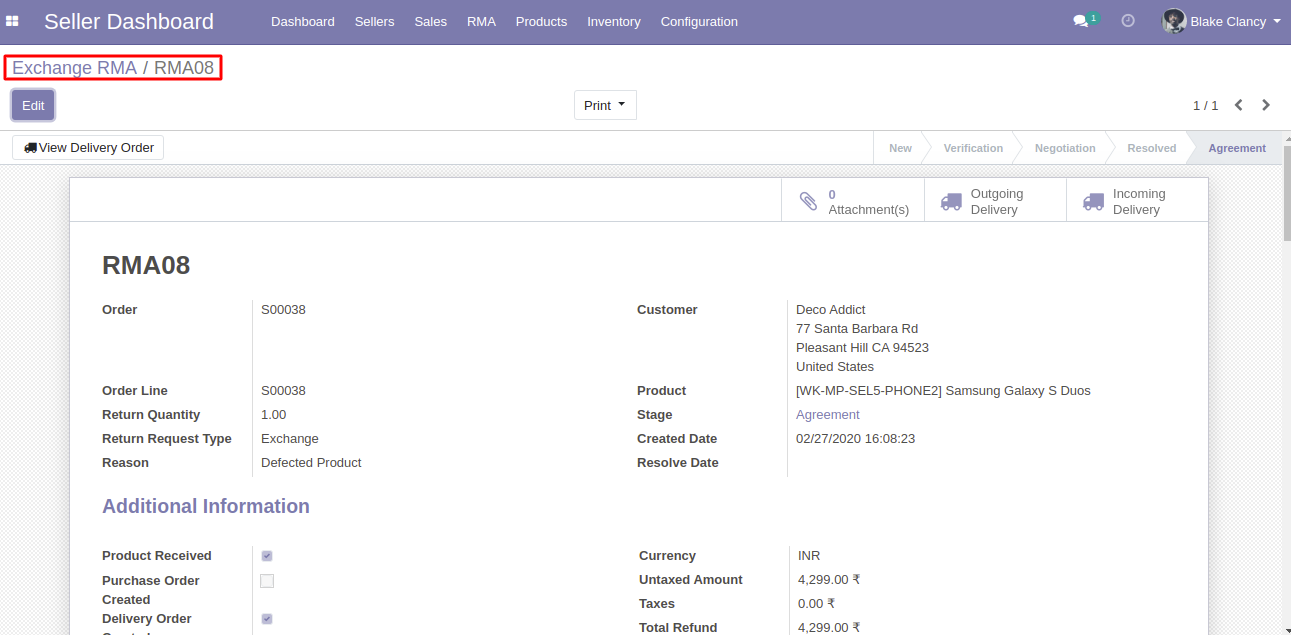 Seller Dashboard Dashboard Sellers Sales RMA Products Inventory Configuration 1 Blake Clancy
Exchange RMA / RMA08
Edit Print 1 / 1
View Delivery Order New Verification Negotiation Resolved Agreement
0
Attachment(s)
Outgoing
Delivery
Incoming
Delivery
RMA08
Order S00038 Customer Deco Addict
77 Santa Barbara Rd
Pleasant Hill CA 94523
United States
Order Line S00038 Product [WK-MP-SEL5-PHONE2] Samsung Galaxy S Duos
Return Quantity 1.00 Stage Agreement
Return Request Type Exchange Created Date 02/27/2020 16:08:23
Reason Defected Product Resolve Date
Additional Information
Product Received Currency INR
Purchase Order Untaxed Amount 4,299.00 ₹
Created Taxes 0.00 ₹
Delivery Order Total Refund 4,299.00 ₹